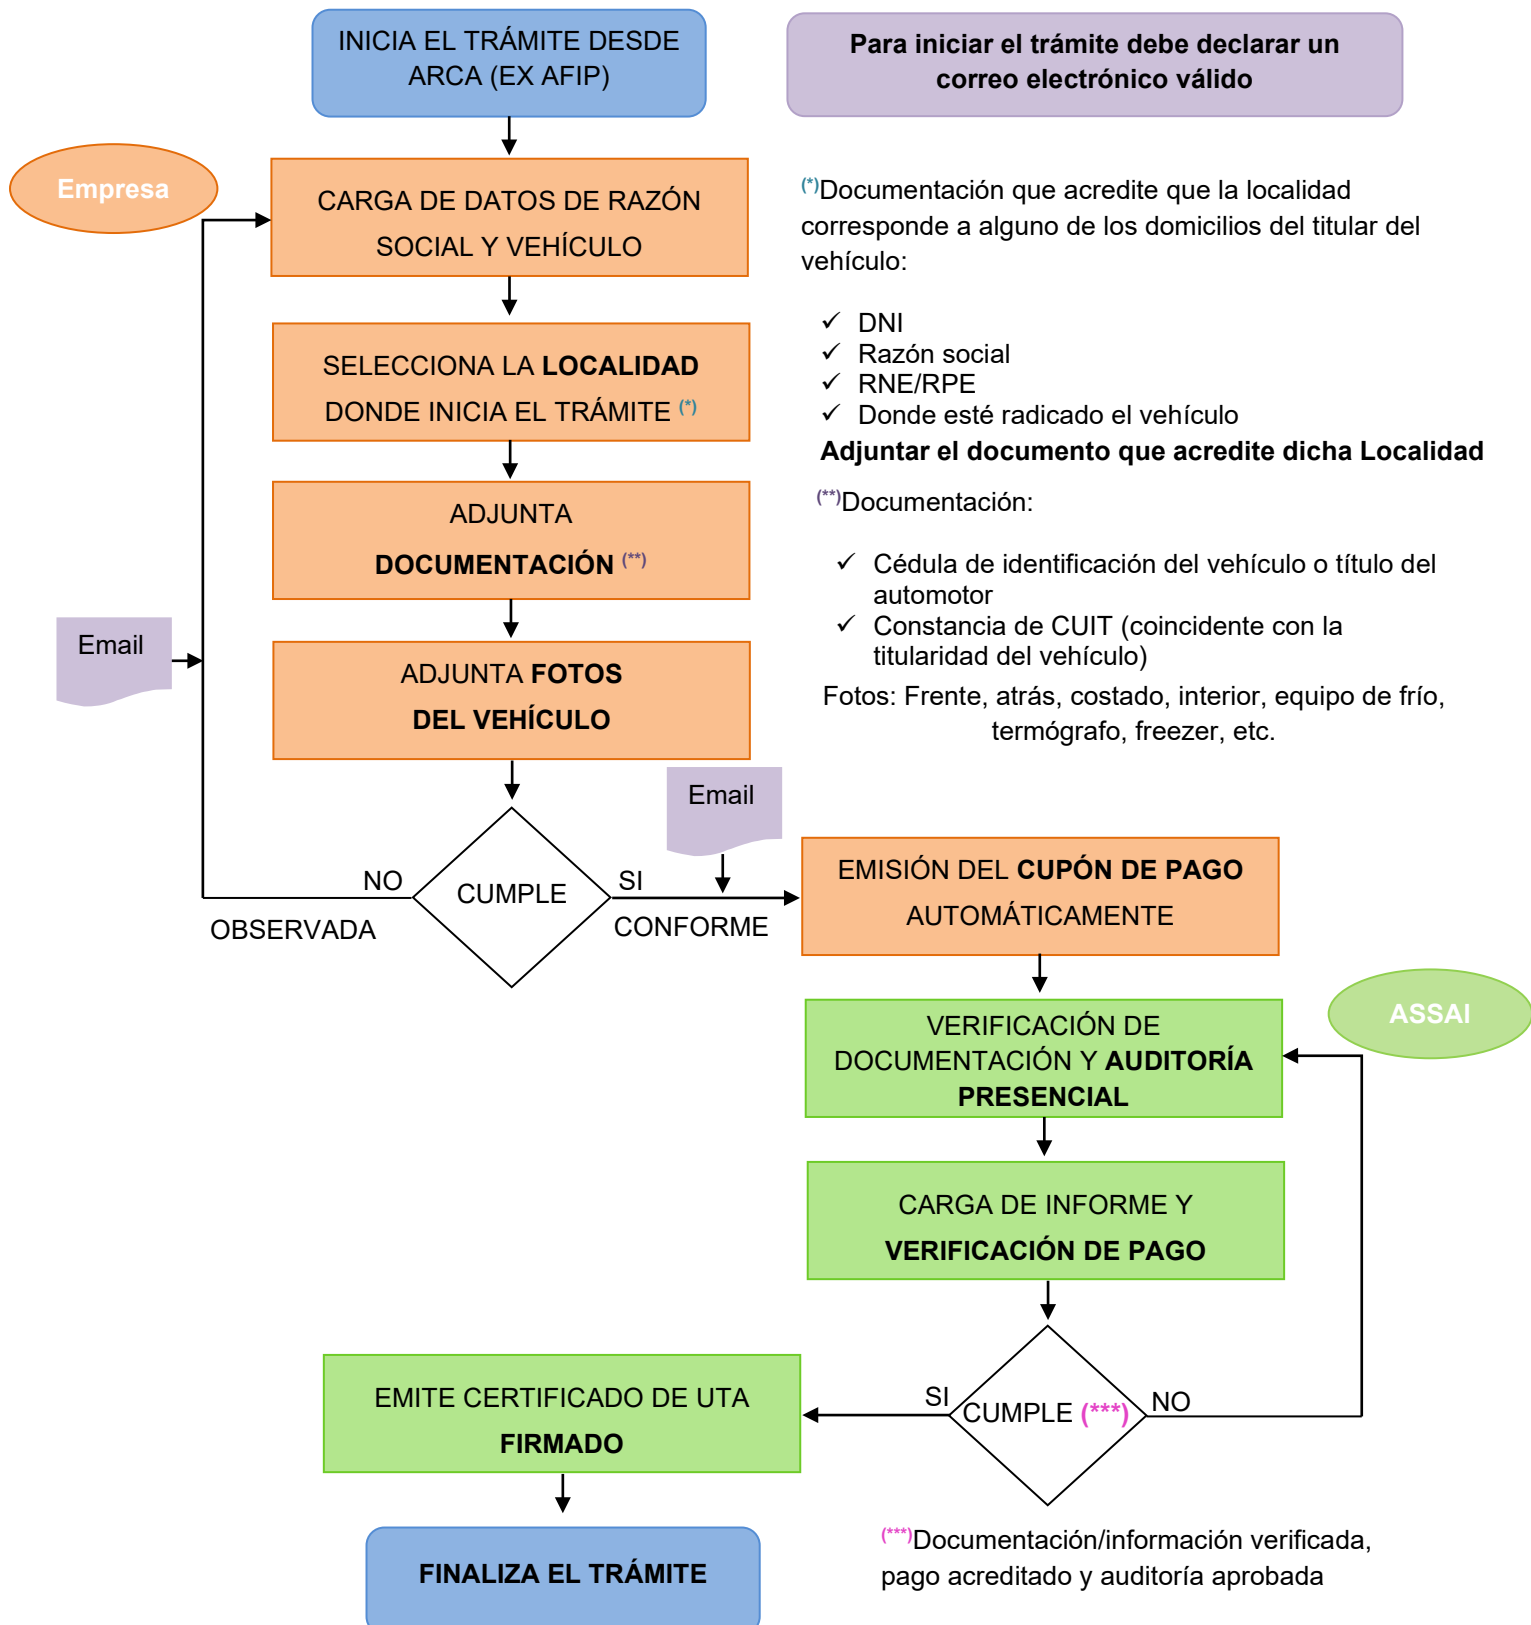 INICIA EL TRÁMITE DESDE
ARCA (EX AFIP)
Para iniciar el trámite debe declarar un
correo electrónico válido
Empresa
CARGA DE DATOS DE RAZÓN
SOCIAL Y VEHÍCULO
(*)Documentación que acredite que la localidad
corresponde a alguno de los domicilios del titular del
vehículo:
✓ DNI
✓ Razón social
✓ RNE/RPE
✓ Donde esté radicado el vehículo
Adjuntar el documento que acredite dicha Localidad
SELECCIONA LA LOCALIDAD
DONDE INICIA EL TRÁMITE (*)
(**)Documentación:
✓ Cédula de identificación del vehículo o título del
automotor
✓ Constancia de CUIT (coincidente con la
titularidad del vehículo)
Fotos: Frente, atrás, costado, interior, equipo de frío,
termógrafo, freezer, etc.
ADJUNTA
DOCUMENTACIÓN (**)
Email
ADJUNTA FOTOS
DEL VEHÍCULO
Email
NO
CUMPLE
SI
OBSERVADA
CONFORME
EMISIÓN DEL CUPÓN DE PAGO
AUTOMÁTICAMENTE
ASSAI
VERIFICACIÓN DE
DOCUMENTACIÓN Y AUDITORÍA
PRESENCIAL
CARGA DE INFORME Y
VERIFICACIÓN DE PAGO
SI
CUMPLE (***)
NO
EMITE CERTIFICADO DE UTA
FIRMADO
(***)Documentación/información verificada,
pago acreditado y auditoría aprobada
FINALIZA EL TRÁMITE